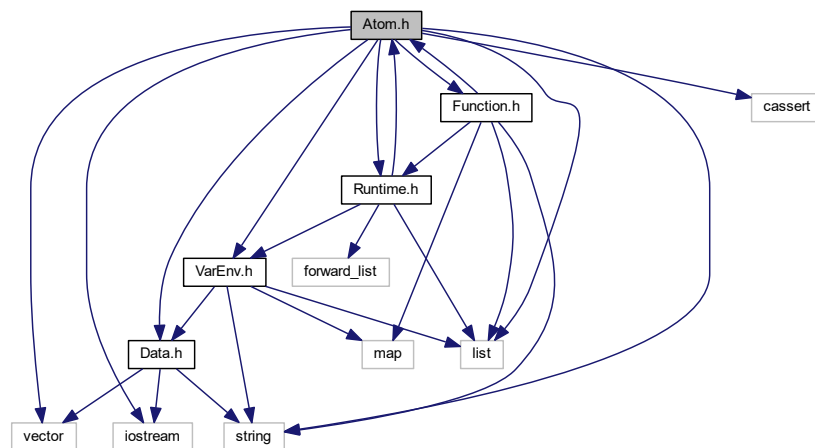 Atom.h
Function.h
cassert
Runtime.h
VarEnv.h
forward_list
Data.h
map
list
vector
iostream
string